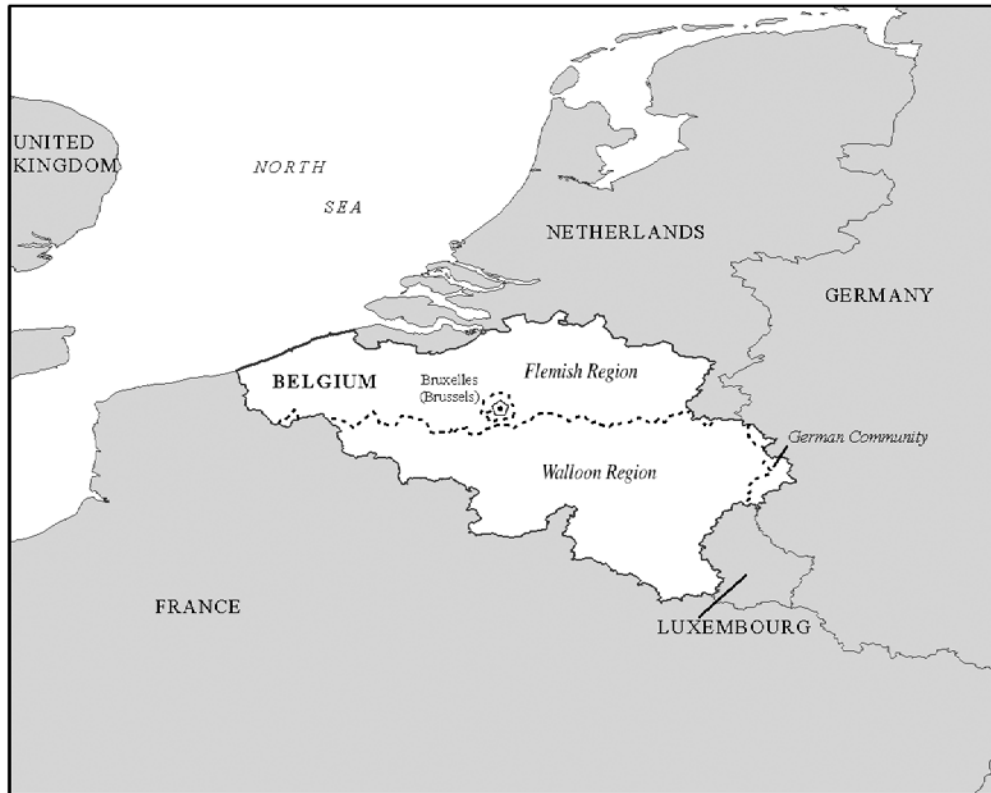 UNITED
KINGDOM
NORTH
SEA
NETHERLANDS
GERMANY
BELGIUM
Bruxelles
(Brussels)
Flemish Region
German Community
Walloon Region
FRANCE
LUXEMBOURG